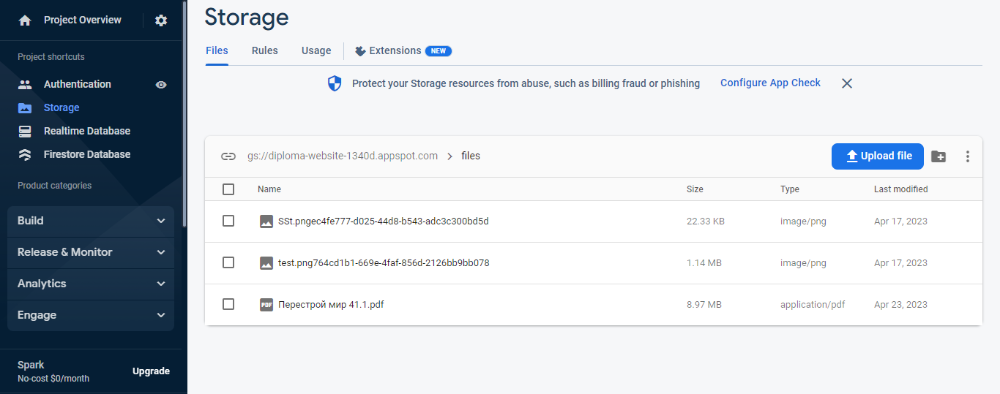 Project Overview
Project shortcuts
Authentication
Storage
Realtime Database
Firestore Database
Product categories
Build
Release & Monitor
Analytics
Engage
Spark
No-cost $0/month
Upgrade
Storage
Files Rules Usage Extensions NEW
Protect your Storage resources from abuse, such as billing fraud or phishing Configure App Check
gs://diploma-website-1340d.appspot.com > files Upload file
Name Size Type Last modified
SSt.pngec4fe777-d025-44d8-b543-adc3c300bd5d 22.33 KB image/png Apr 17, 2023
test.png764cd1b1-669e-4faf-856d-2126bb9bb078 1.14 MB image/png Apr 17, 2023
PDF Перестрой мир 41.1.pdf 8.97 MB application/pdf Apr 23, 2023